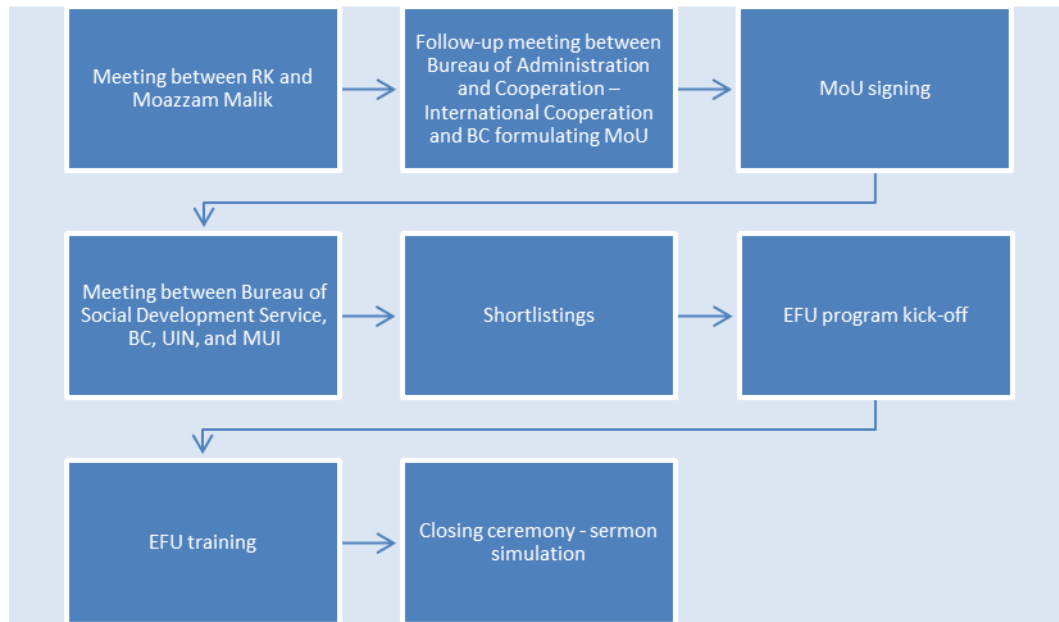 Meeting between RK and
Moazzam Malik
Follow-up meeting between
Bureau of Administration
and Cooperation –
International Cooperation
and BC formulating MoU
MoU signing
Meeting between Bureau of
Social Development Service,
BC, UIN, and MUI
Shortlistings
EFU program kick-off
EFU training
Closing ceremony - sermon
simulation